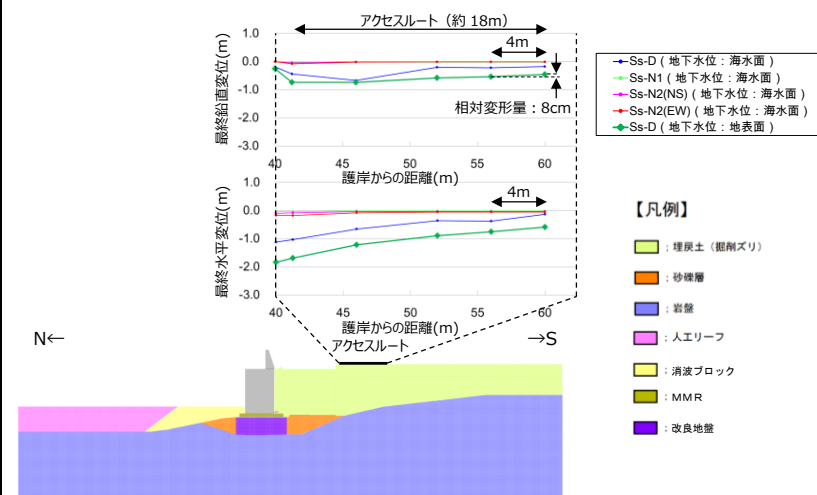 アクセスルート（約 18m）
1.0
0.0
-1.0
-2.0
-3.0
最終鉛直変位(m)
4m
相対変形量：8cm
40
45
50
55
60
護岸からの距離(m)
Ss-D（地下水位：海水面）
Ss-N1（地下水位：海水面）
Ss-N2(NS)（地下水位：海水面）
Ss-N2(EW)（地下水位：海水面）
Ss-D（地下水位：地表面）
1.0
0.0
-1.0
-2.0
-3.0
最終水平変位(m)
4m
40
45
50
55
60
護岸からの距離(m)
アクセスルート
N←
→S
【凡例】
：埋戻土（掘削ズリ）
：砂礫層
：岩盤
：人工リーフ
：消波ブロック
：ＭＭＲ
：改良地盤